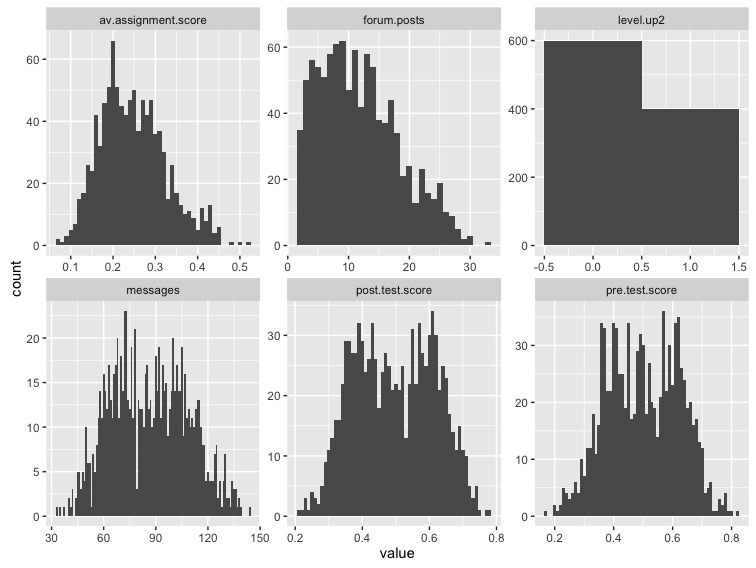 av.assignment.score
forum.posts
level.up2
60
40
20
0
0.1 0.2 0.3 0.4 0.5
60
40
20
0
0 10 20 30
600
400
200
0
-0.5 0.0 0.5 1.0 1.5
messages
post.test.score
pre.test.score
20
15
10
5
0
30 60 90 120 150
30
20
10
0
0.2 0.4 0.6 0.8
30
20
10
0
0.2 0.4 0.6 0.8
count
value